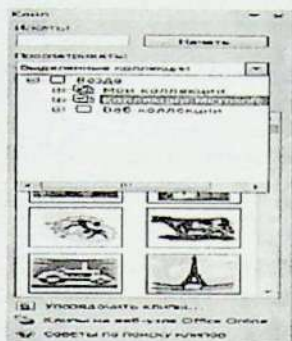 Клип
Искать:
Начать
Просматривать:
Выделенные коллекции
Везде
Мои коллекции
Веб-коллекции
Упорядочить клипы...
Клипы на веб-узле Office Online
Советы по поиску клипов